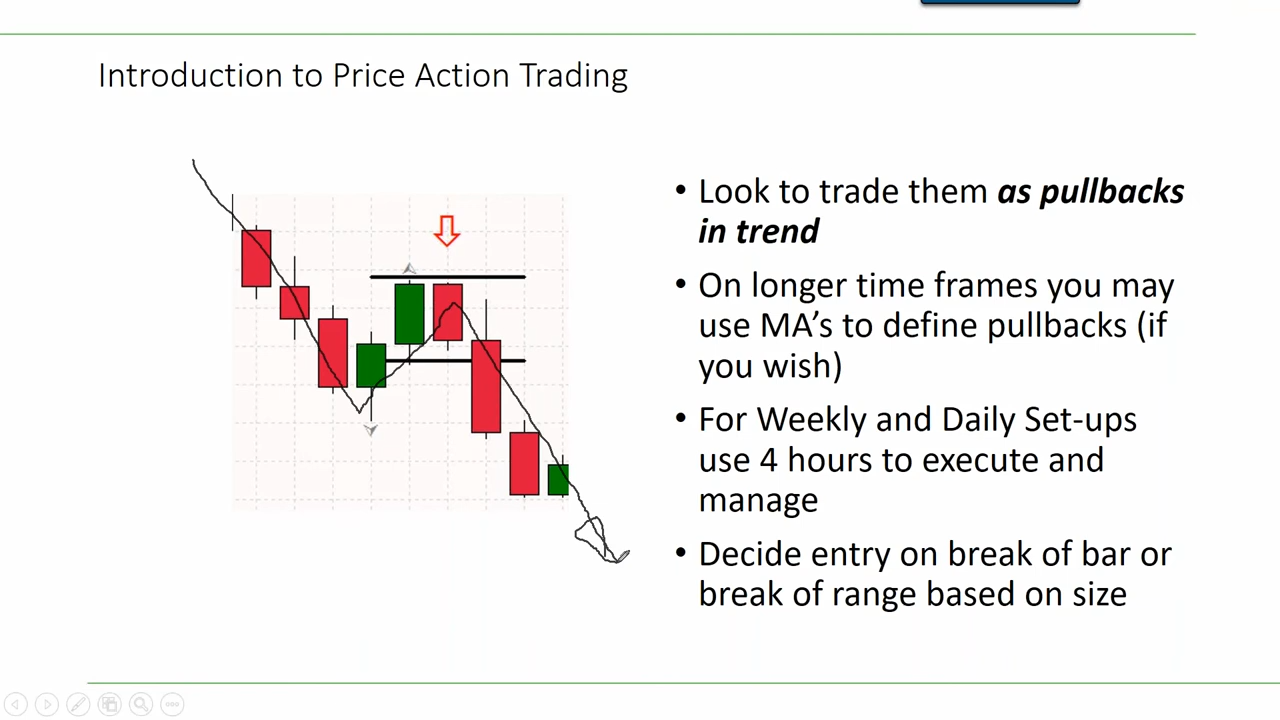 Introduction to Price Action Trading
• Look to trade them as pullbacks
in trend
• On longer time frames you may
use MA’s to define pullbacks (if
you wish)
• For Weekly and Daily Set-ups
use 4 hours to execute and
manage
• Decide entry on break of bar or
break of range based on size